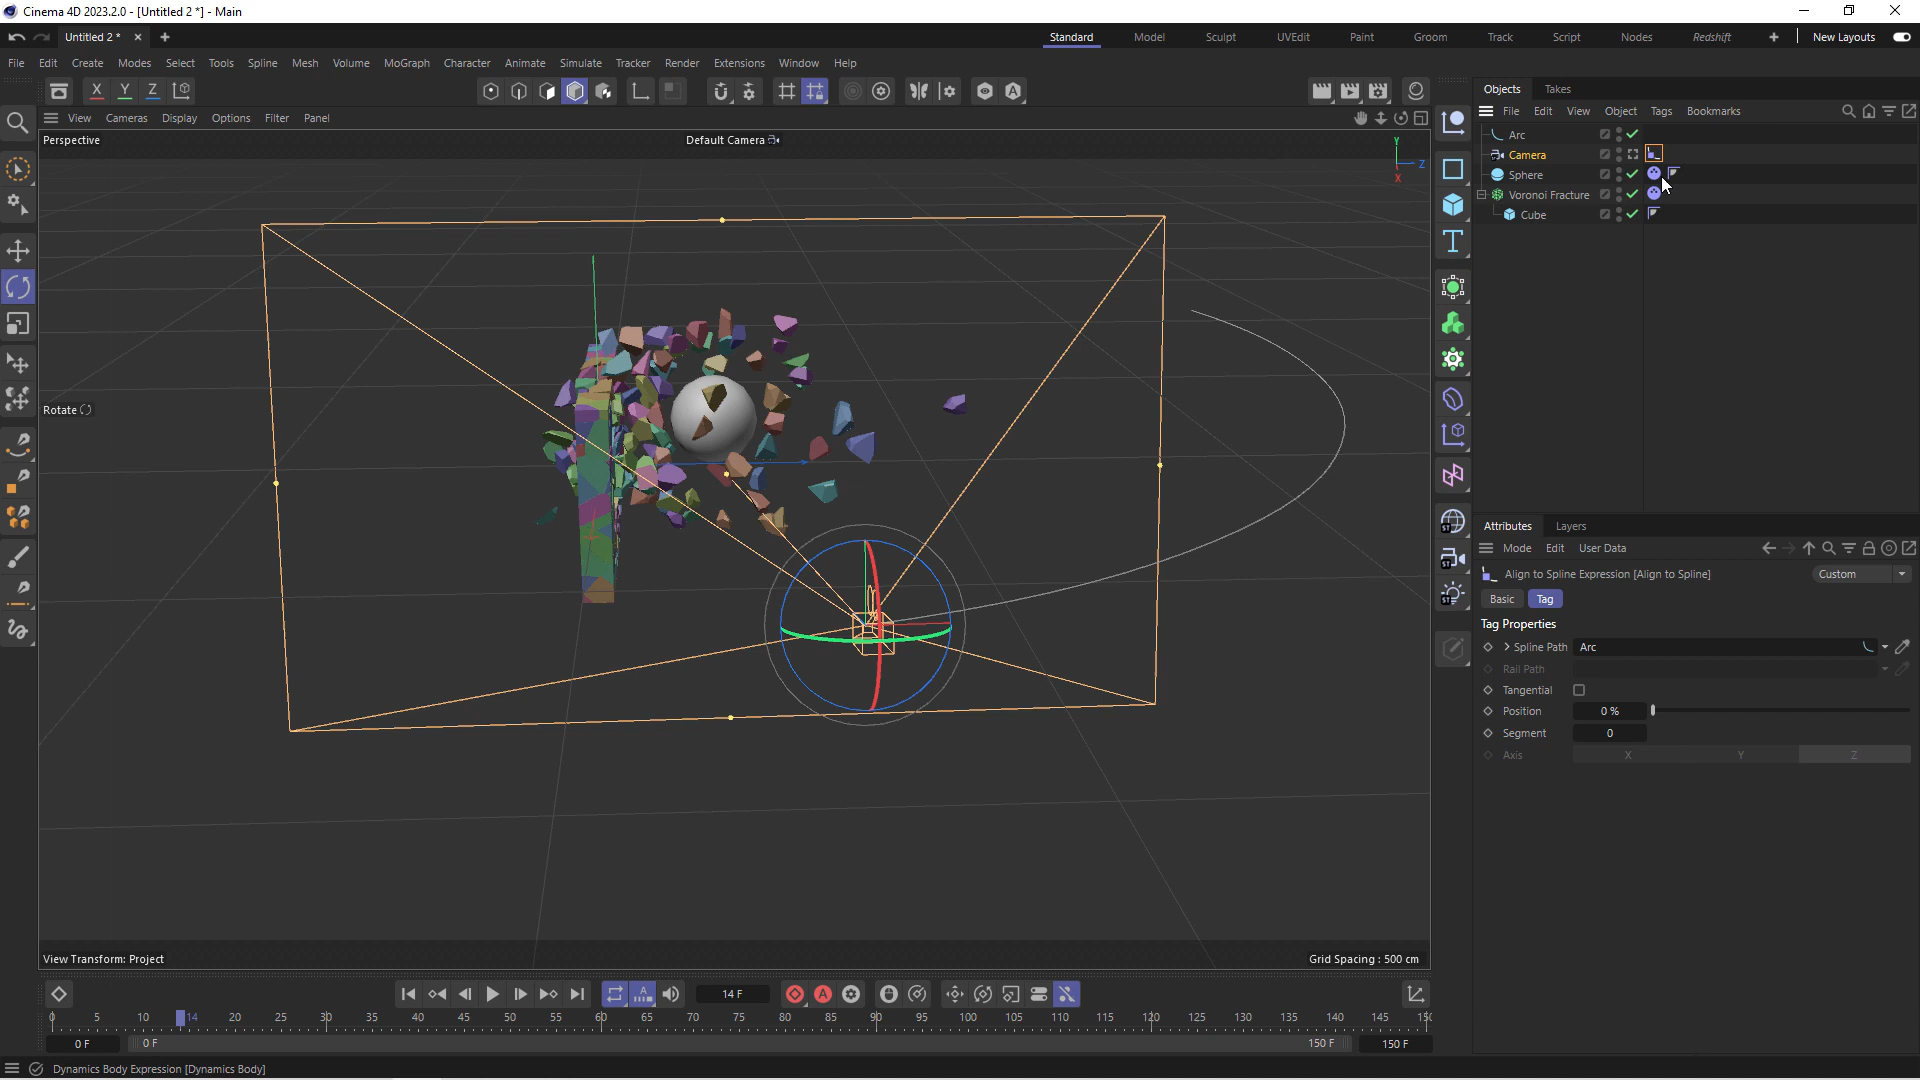 Cinema 4D 2023.2.0 - [Untitled 2 *] - Main
Untitled 2 *
Standard Model Sculpt UVEdit Paint Groom Track Script Nodes Redshift New Layouts
File Edit Create Modes Select Tools Spline Mesh Volume MoGraph Character Animate Simulate Tracker Render Extensions Window Help
X Y Z
Objects Takes
File Edit View Object Tags Bookmarks
View Cameras Display Options Filter Panel
Perspective
Default Camera
Y
Z
X
Arc
Camera
Sphere
Voronoi Fracture
Cube
Rotate
Attributes Layers
Mode Edit User Data
Align to Spline Expression [Align to Spline]
Custom
Basic Tag
Tag Properties
Spline Path Arc
Rail Path
Tangential
Position 0 %
Segment 0
Axis X Y Z
ST
ST
ST
View Transform: Project
Grid Spacing : 500 cm
14 F
0 5 10 14 20 25 30 35 40 45 50 55 60 65 70 75 80 85 90 95 100 105 110 115 120 125 130 135 140 145 150
0 F 0 F 150 F 150 F
Dynamics Body Expression [Dynamics Body]